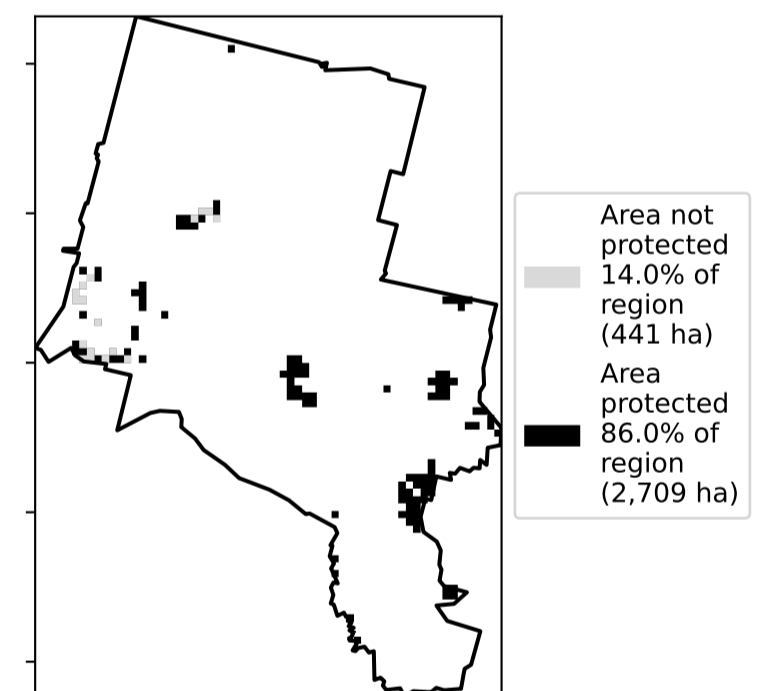 Area not
protected
14.0% of
region
(441 ha)
Area
protected
86.0% of
region
(2,709 ha)